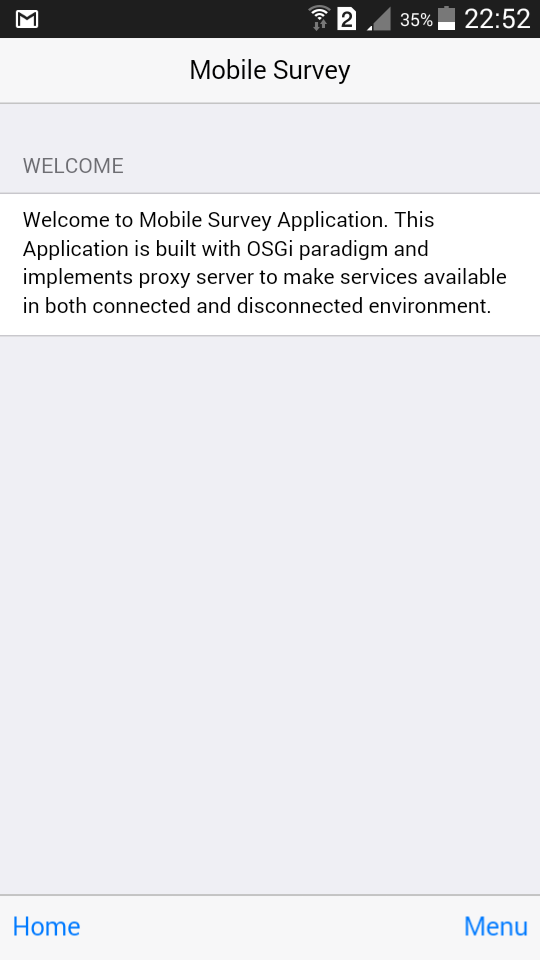 2 35% 22:52
Mobile Survey
WELCOME
Welcome to Mobile Survey Application. This
Application is built with OSGi paradigm and
implements proxy server to make services available
in both connected and disconnected environment.
Home Menu